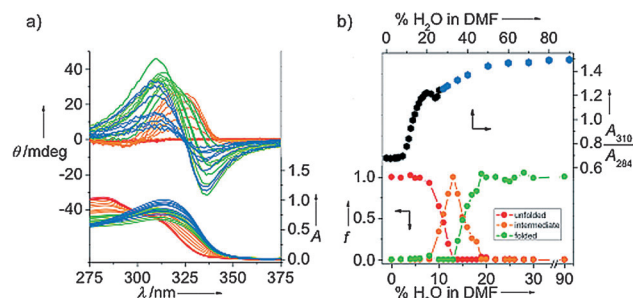 a)
b)
% H2O in DMF
0 20 40 60 80
40
20
0
-20
-40
θ/mdeg
1.5
1.0
0.5
0.0
A
275 300 325 350 375
λ/nm
1.4
1.2
1.0
0.8
0.6
A310
A284
1.0
0.5
0.0
f
unfolded
intermediate
folded
0 5 10 15 20 25 30 90
% H2O in DMF